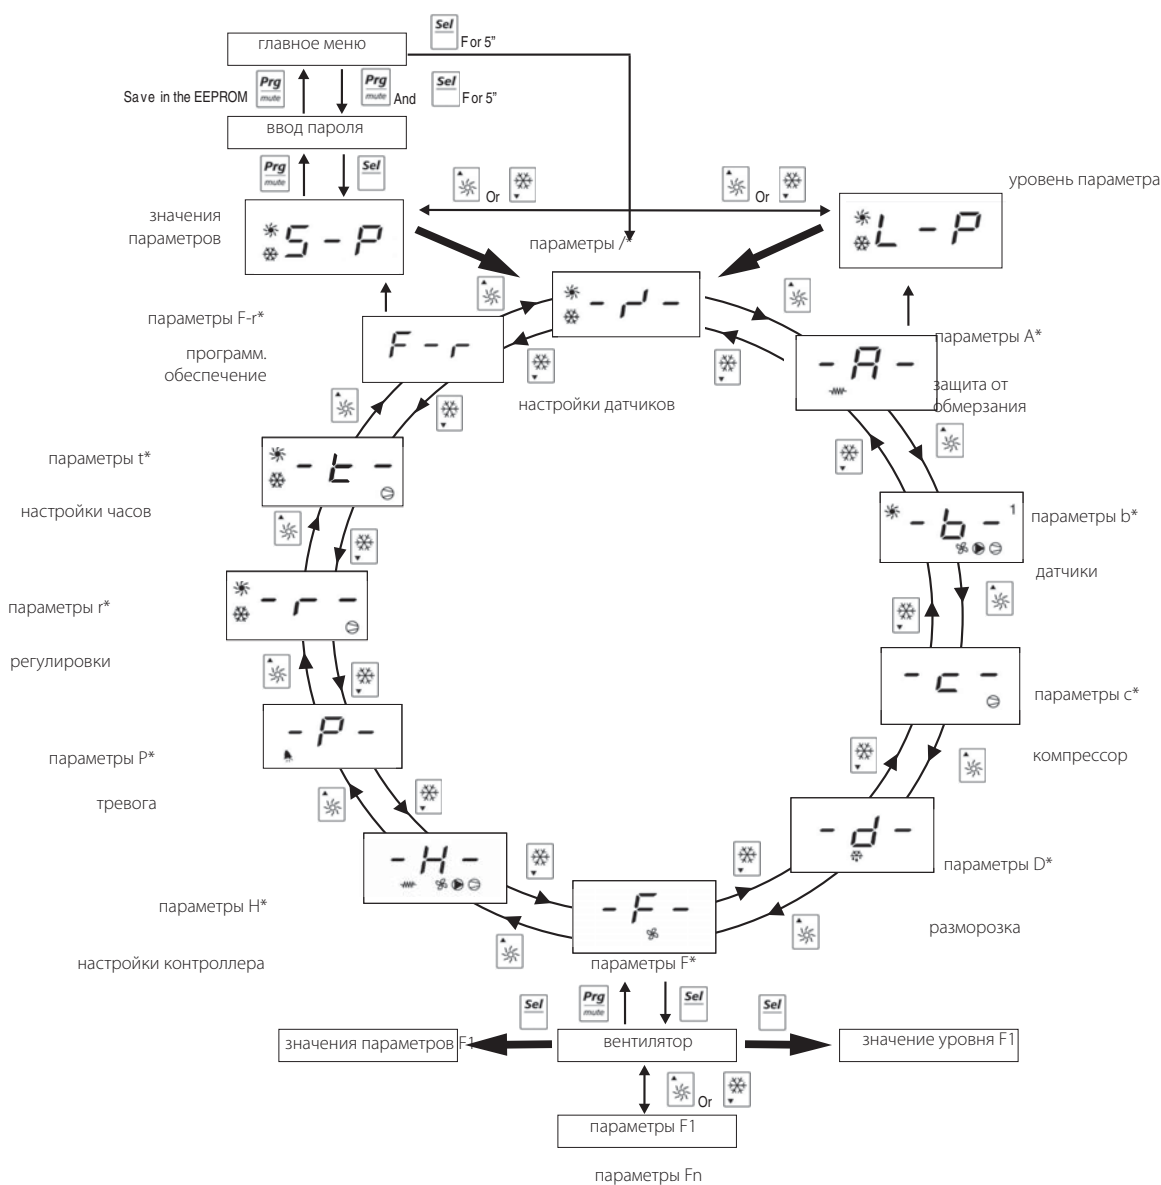 Sel
For 5"
главное меню
Prg
mute
Prg
mute
Sel
Save in the EEPROM
And
For 5"
ввод пароля
Prg
mute
Sel
Or
Or
уровень параметра
значения
параметров
S - P
L - P
параметры /*
- / -
параметры F-r*
F - r
параметры A*
- A -
программ.
обеспечение
защита от
обмерзания
настройки датчиков
параметры t*
- t -
настройки часов
1
- b -
параметры b*
датчики
параметры r*
- r -
регулировки
- c -
параметры c*
- P -
параметры P*
компрессор
тревога
- d -
- H -
параметры D*
параметры H*
- F -
разморозка
настройки контроллера
параметры F*
Sel
Prg
mute
Sel
Sel
значения параметров F1
вентилятор
значение уровня F1
Or
параметры F1
параметры Fn